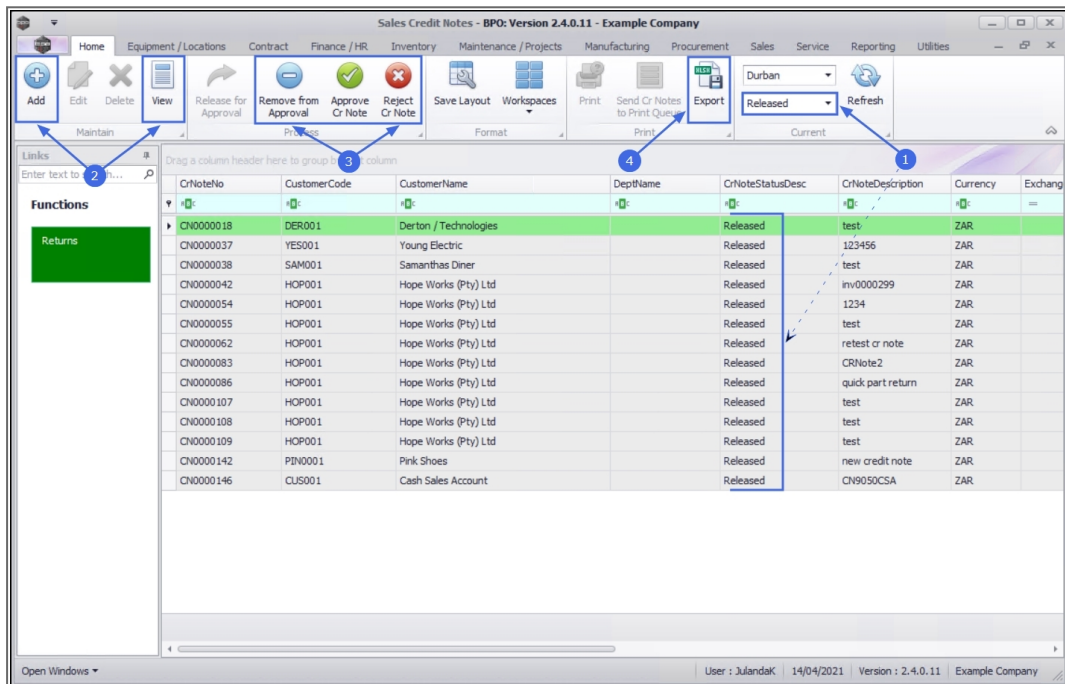 Sales Credit Notes - BPO: Version 2.4.0.11 - Example Company
Home Equipment / Locations Contract Finance / HR Inventory Maintenance / Projects Manufacturing Procurement Sales Service Reporting Utilities
Add Edit Delete View Release for Approval Remove from Approval Approve Cr Note Reject Cr Note Save Layout Workspaces Print Send Cr Notes to Print Queue Export Durban Released Refresh
Maintain Process Format Print Current
2 3 4 1
Links
Enter text to
Drag a column header here to group by column
CrNoteNo CustomerCode CustomerName DeptName CrNoteStatusDesc CrNoteDescription Currency Exchang
Functions
Returns
CN0000018 DER001 Derton / Technologies Released test ZAR
CN0000037 YES001 Young Electric Released 123456 ZAR
CN0000038 SAM001 Samanthas Diner Released test ZAR
CN0000042 HOP001 Hope Works (Pty) Ltd Released inv0000299 ZAR
CN0000054 HOP001 Hope Works (Pty) Ltd Released 1234 ZAR
CN0000055 HOP001 Hope Works (Pty) Ltd Released test ZAR
CN0000062 HOP001 Hope Works (Pty) Ltd Released retest cr note ZAR
CN0000083 HOP001 Hope Works (Pty) Ltd Released CRNote2 ZAR
CN0000086 HOP001 Hope Works (Pty) Ltd Released quick part return ZAR
CN0000107 HOP001 Hope Works (Pty) Ltd Released test ZAR
CN0000108 HOP001 Hope Works (Pty) Ltd Released test ZAR
CN0000109 HOP001 Hope Works (Pty) Ltd Released test ZAR
CN0000142 PIN0001 Pink Shoes Released new credit note ZAR
CN0000146 CUS001 Cash Sales Account Released CN9050CSA ZAR
Open Windows User : JulandaK 14/04/2021 Version : 2.4.0.11 Example Company